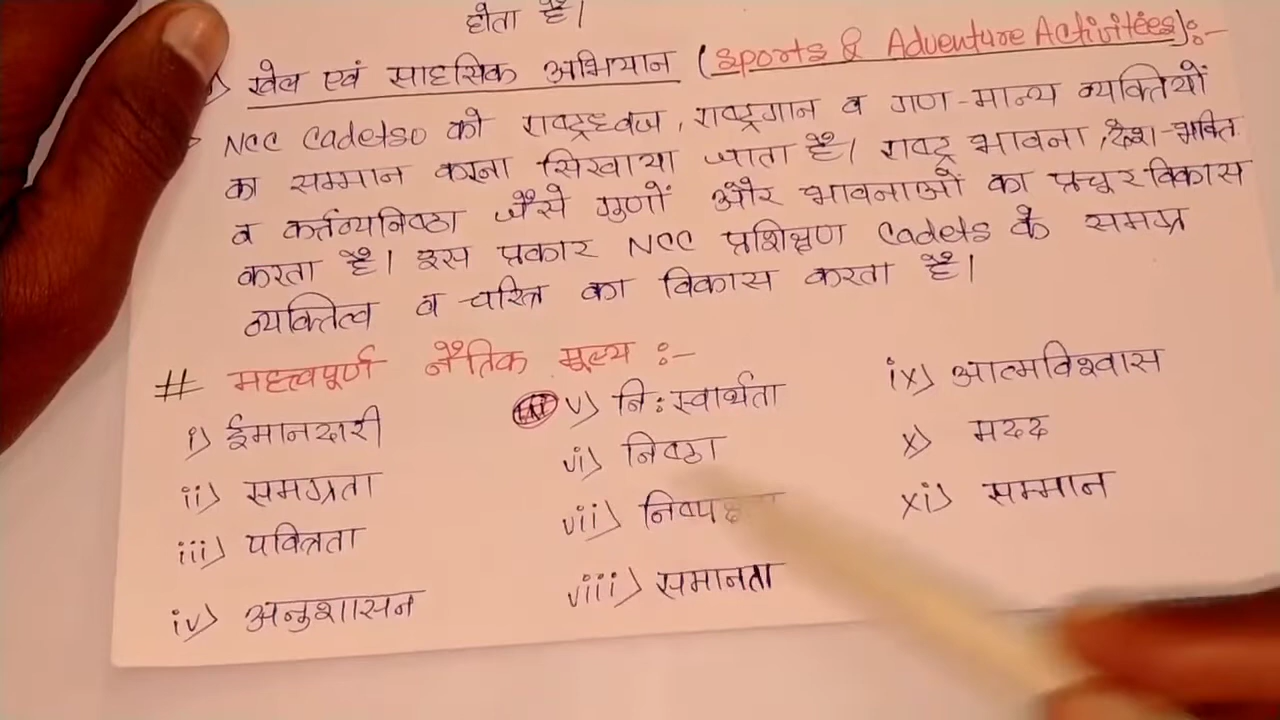 होता है।
खेल एवं साहसिक अभियान (Sports & Adventure Activitées):-
NCC Cadetso को राष्ट्रध्वज, राष्ट्रगान व गण-मान्य व्यक्तियों
का सम्मान करना सिखाया जाता है। राष्ट्र भावना, देश-भक्ति
व कर्तव्यनिष्ठा जैसे गुणों और भावनाओं का प्रचूर विकास
करता है। इस प्रकार NCC प्रशिक्षण Cadets के समग्र
व्यक्तित्व व चरित्र का विकास करता है।
# महत्वपूर्ण नैतिक मूल्य :-
i) ईमानदारी
ii) समग्रता
iii) पवित्रता
iv) अनुशासन
v) नि:स्वार्थता
vi) निष्ठा
vii)
viii) समानता
ix) आत्मविश्वास
x) मदद
xi) सम्मान